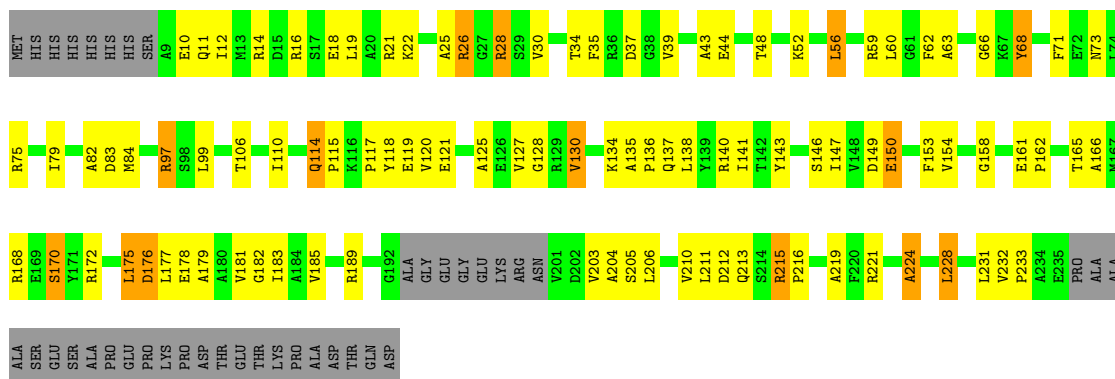 MET HIS HIS HIS HIS HIS HIS SER A9 E10 Q11 I12 M13 R14 D15 R16 S17 E18 L19 A20 R21 K22 A25 R26 G27 R28 S29 V30 T34 F35 R36 D37 G38 V39 A43 E44 T48 K52 L56 R59 L60 G61 F62 A63 G66 K67 Y68 F71 E72 N73 L74
R75 I79 A82 D83 M84 R97 S98 L99 T106 I110 Q114 P115 K116 P117 Y118 E119 V120 E121 A125 E126 V127 G128 R129 V130 K134 A135 P136 Q137 L138 Y139 R140 I141 T142 Y143 S146 I147 V148 D149 E150 F153 V154 G158 E161 P162 T165 A166 M167
R168 E169 S170 Y171 R172 L175 D176 L177 E178 A179 A180 V181 G182 I183 A184 V185 R189 G192 ALA GLY GLU GLY GLU LYS ARG ASN V201 D202 V203 A204 S205 L206 V210 L211 D212 Q213 S214 R215 P216 A219 F220 R221 A224 L228 L231 V232 P233 A234 E235 PRO ALA ALA
ALA SER GLU SER ALA PRO GLU PRO LYS PRO ASP THR GLU THR LYS PRO ALA ASP THR GLN ASP